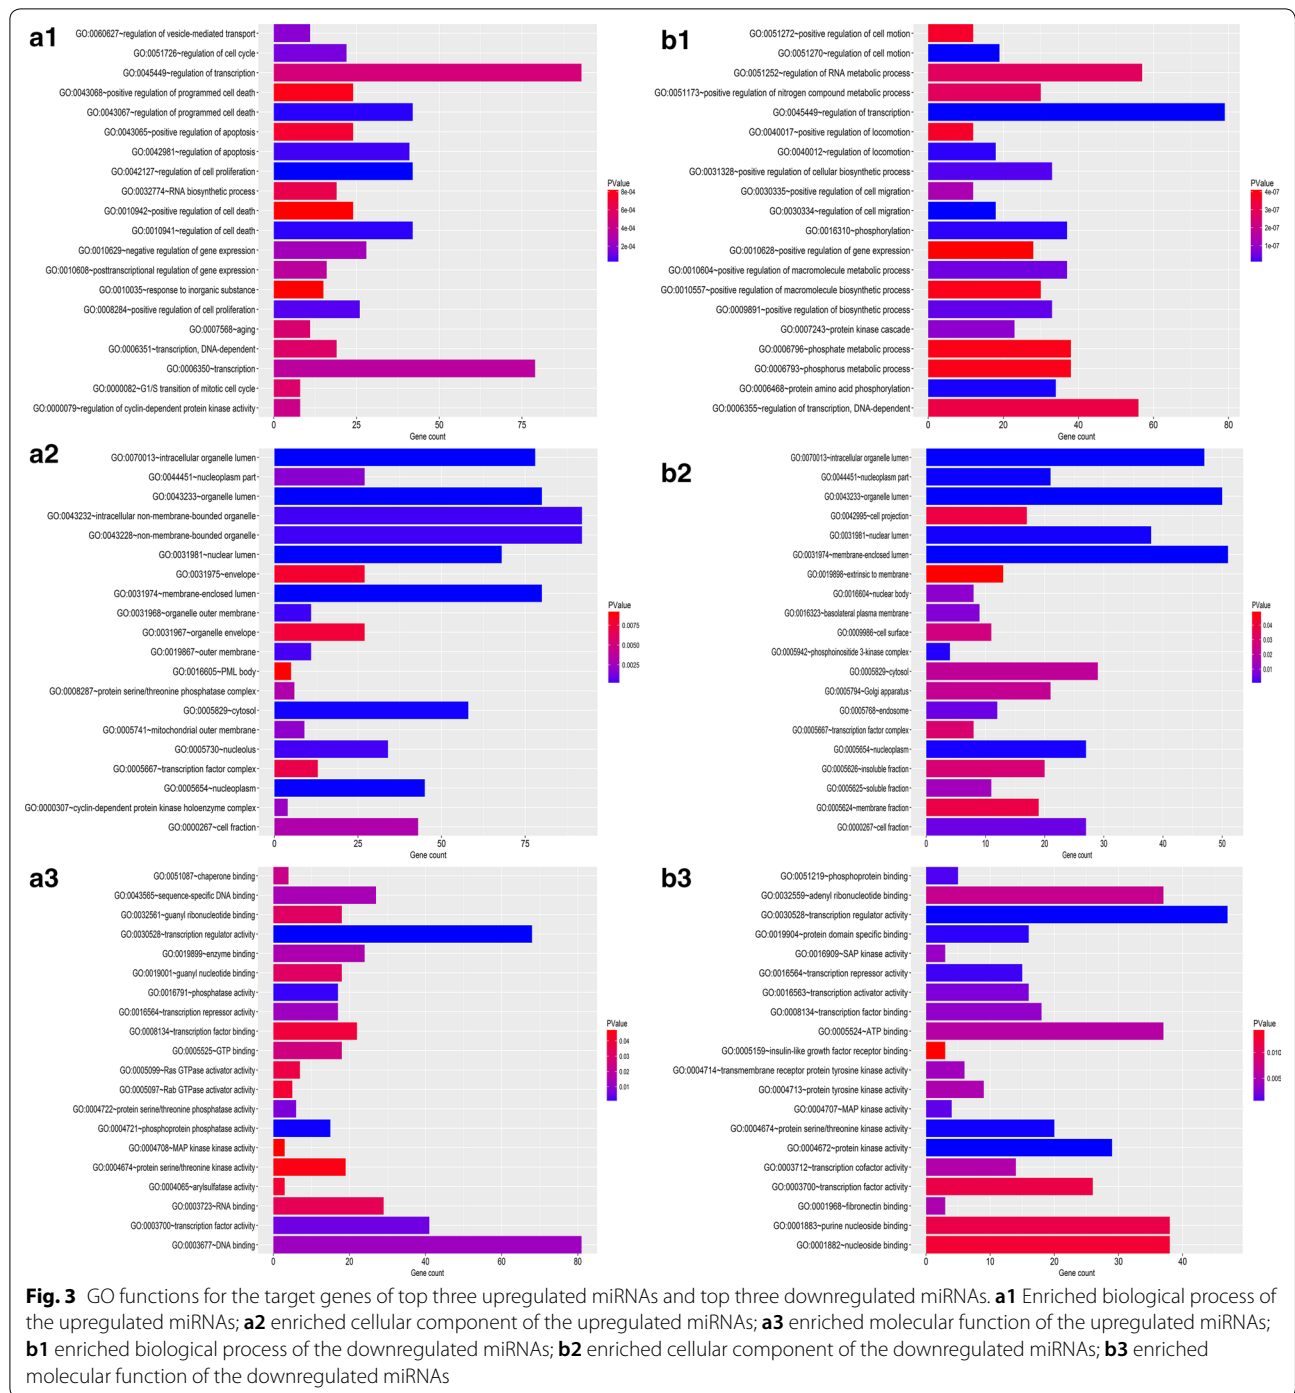 a1
GO:0060627~regulation of vesicle-mediated transport
GO:0051726~regulation of cell cycle
GO:0045449~regulation of transcription
GO:0043068~positive regulation of programmed cell death
GO:0043067~regulation of programmed cell death
GO:0043065~positive regulation of apoptosis
GO:0042981~regulation of apoptosis
GO:0042127~regulation of cell proliferation
GO:0032774~RNA biosynthetic process
GO:0010942~positive regulation of cell death
GO:0010941~regulation of cell death
GO:0010629~negative regulation of gene expression
GO:0010608~posttranscriptional regulation of gene expression
GO:0010035~response to inorganic substance
GO:0008284~positive regulation of cell proliferation
GO:0007568~aging
GO:0006351~transcription, DNA-dependent
GO:0006350~transcription
GO:0000082~G1/S transition of mitotic cell cycle
GO:0000079~regulation of cyclin-dependent protein kinase activity
0 25 50 75
Gene count
PValue
8e-04
6e-04
4e-04
2e-04
b1
GO:0051272~positive regulation of cell motion
GO:0051270~regulation of cell motion
GO:0051252~regulation of RNA metabolic process
GO:0051173~positive regulation of nitrogen compound metabolic process
GO:0045449~regulation of transcription
GO:0040017~positive regulation of locomotion
GO:0040012~regulation of locomotion
GO:0031328~positive regulation of cellular biosynthetic process
GO:0030335~positive regulation of cell migration
GO:0030334~regulation of cell migration
GO:0016310~phosphorylation
GO:0010628~positive regulation of gene expression
GO:0010604~positive regulation of macromolecule metabolic process
GO:0010557~positive regulation of macromolecule biosynthetic process
GO:0009891~positive regulation of biosynthetic process
GO:0007243~protein kinase cascade
GO:0006796~phosphate metabolic process
GO:0006793~phosphorus metabolic process
GO:0006468~protein amino acid phosphorylation
GO:0006355~regulation of transcription, DNA-dependent
0 20 40 60 80
Gene count
PValue
4e-07
3e-07
2e-07
1e-07
a2
GO:0070013~intracellular organelle lumen
GO:0044451~nucleoplasm part
GO:0043233~organelle lumen
GO:0043232~intracellular non-membrane-bounded organelle
GO:0043228~non-membrane-bounded organelle
GO:0031981~nuclear lumen
GO:0031975~envelope
GO:0031974~membrane-enclosed lumen
GO:0031968~organelle outer membrane
GO:0031967~organelle envelope
GO:0019867~outer membrane
GO:0016605~PML body
GO:0008287~protein serine/threonine phosphatase complex
GO:0005829~cytosol
GO:0005741~mitochondrial outer membrane
GO:0005730~nucleolus
GO:0005667~transcription factor complex
GO:0005654~nucleoplasm
GO:0000307~cyclin-dependent protein kinase holoenzyme complex
GO:0000267~cell fraction
0 25 50 75
Gene count
PValue
0.0075
0.0050
0.0025
b2
GO:0070013~intracellular organelle lumen
GO:0044451~nucleoplasm part
GO:0043233~organelle lumen
GO:0042995~cell projection
GO:0031981~nuclear lumen
GO:0031974~membrane-enclosed lumen
GO:0019898~extrinsic to membrane
GO:0016604~nuclear body
GO:0016323~basolateral plasma membrane
GO:0009986~cell surface
GO:0005942~phosphoinositide 3-kinase complex
GO:0005829~cytosol
GO:0005794~Golgi apparatus
GO:0005768~endosome
GO:0005667~transcription factor complex
GO:0005654~nucleoplasm
GO:0005626~insoluble fraction
GO:0005625~soluble fraction
GO:0005624~membrane fraction
GO:0000267~cell fraction
0 10 20 30 40 50
Gene count
PValue
0.04
0.03
0.02
0.01
a3
GO:0051087~chaperone binding
GO:0043565~sequence-specific DNA binding
GO:0032561~guanyl ribonucleotide binding
GO:0030528~transcription regulator activity
GO:0019899~enzyme binding
GO:0019001~guanyl nucleotide binding
GO:0016791~phosphatase activity
GO:0016564~transcription repressor activity
GO:0008134~transcription factor binding
GO:0005525~GTP binding
GO:0005099~Ras GTPase activator activity
GO:0005097~Rab GTPase activator activity
GO:0004722~protein serine/threonine phosphatase activity
GO:0004721~phosphoprotein phosphatase activity
GO:0004708~MAP kinase kinase activity
GO:0004674~protein serine/threonine kinase activity
GO:0004065~arylsulfatase activity
GO:0003723~RNA binding
GO:0003700~transcription factor activity
GO:0003677~DNA binding
0 20 40 60 80
Gene count
PValue
0.04
0.03
0.02
0.01
b3
GO:0051219~phosphoprotein binding
GO:0032559~adenyl ribonucleotide binding
GO:0030528~transcription regulator activity
GO:0019904~protein domain specific binding
GO:0016909~SAP kinase activity
GO:0016564~transcription repressor activity
GO:0016563~transcription activator activity
GO:0008134~transcription factor binding
GO:0005524~ATP binding
GO:0005159~insulin-like growth factor receptor binding
GO:0004714~transmembrane receptor protein tyrosine kinase activity
GO:0004713~protein tyrosine kinase activity
GO:0004707~MAP kinase activity
GO:0004674~protein serine/threonine kinase activity
GO:0004672~protein kinase activity
GO:0003712~transcription cofactor activity
GO:0003700~transcription factor activity
GO:0001968~fibronectin binding
GO:0001883~purine nucleoside binding
GO:0001882~nucleoside binding
0 10 20 30 40
Gene count
PValue
0.010
0.005
Fig. 3 GO functions for the target genes of top three upregulated miRNAs and top three downregulated miRNAs. a1 Enriched biological process of
the upregulated miRNAs; a2 enriched cellular component of the upregulated miRNAs; a3 enriched molecular function of the upregulated miRNAs;
b1 enriched biological process of the downregulated miRNAs; b2 enriched cellular component of the downregulated miRNAs; b3 enriched
molecular function of the downregulated miRNAs